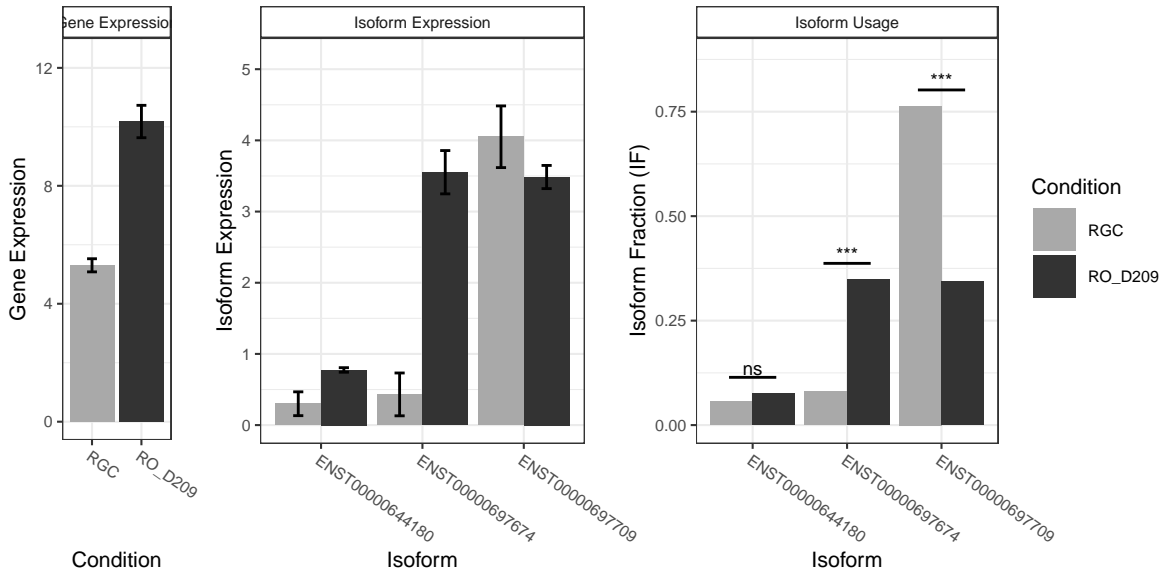 Gene Expression
Gene Expression
12
8
4
0
RGC
RO_D209
Condition
Isoform Expression
Isoform Expression
5
4
3
2
1
0
ENST00000644180
ENST00000697674
ENST00000697709
Isoform
Isoform Usage
Isoform Fraction (IF)
0.75
0.50
0.25
0.00
ns
***
***
ENST00000644180
ENST00000697674
ENST00000697709
Isoform
Condition
RGC
RO_D209